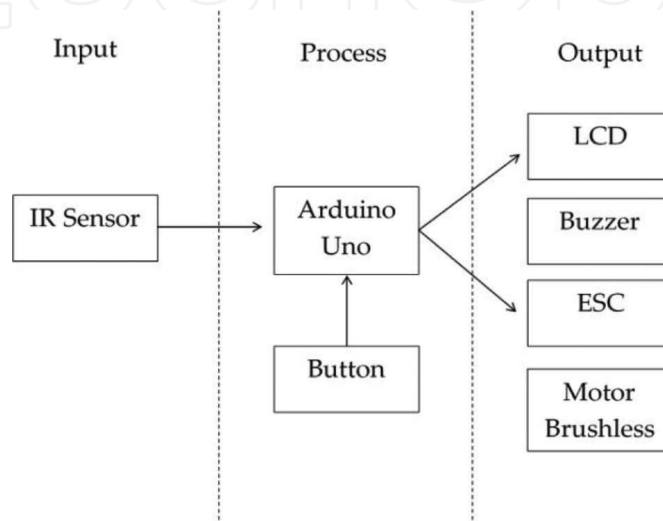 Input
Process
Output
IR Sensor
Arduino
Uno
Button
LCD
Buzzer
ESC
Motor
Brushless